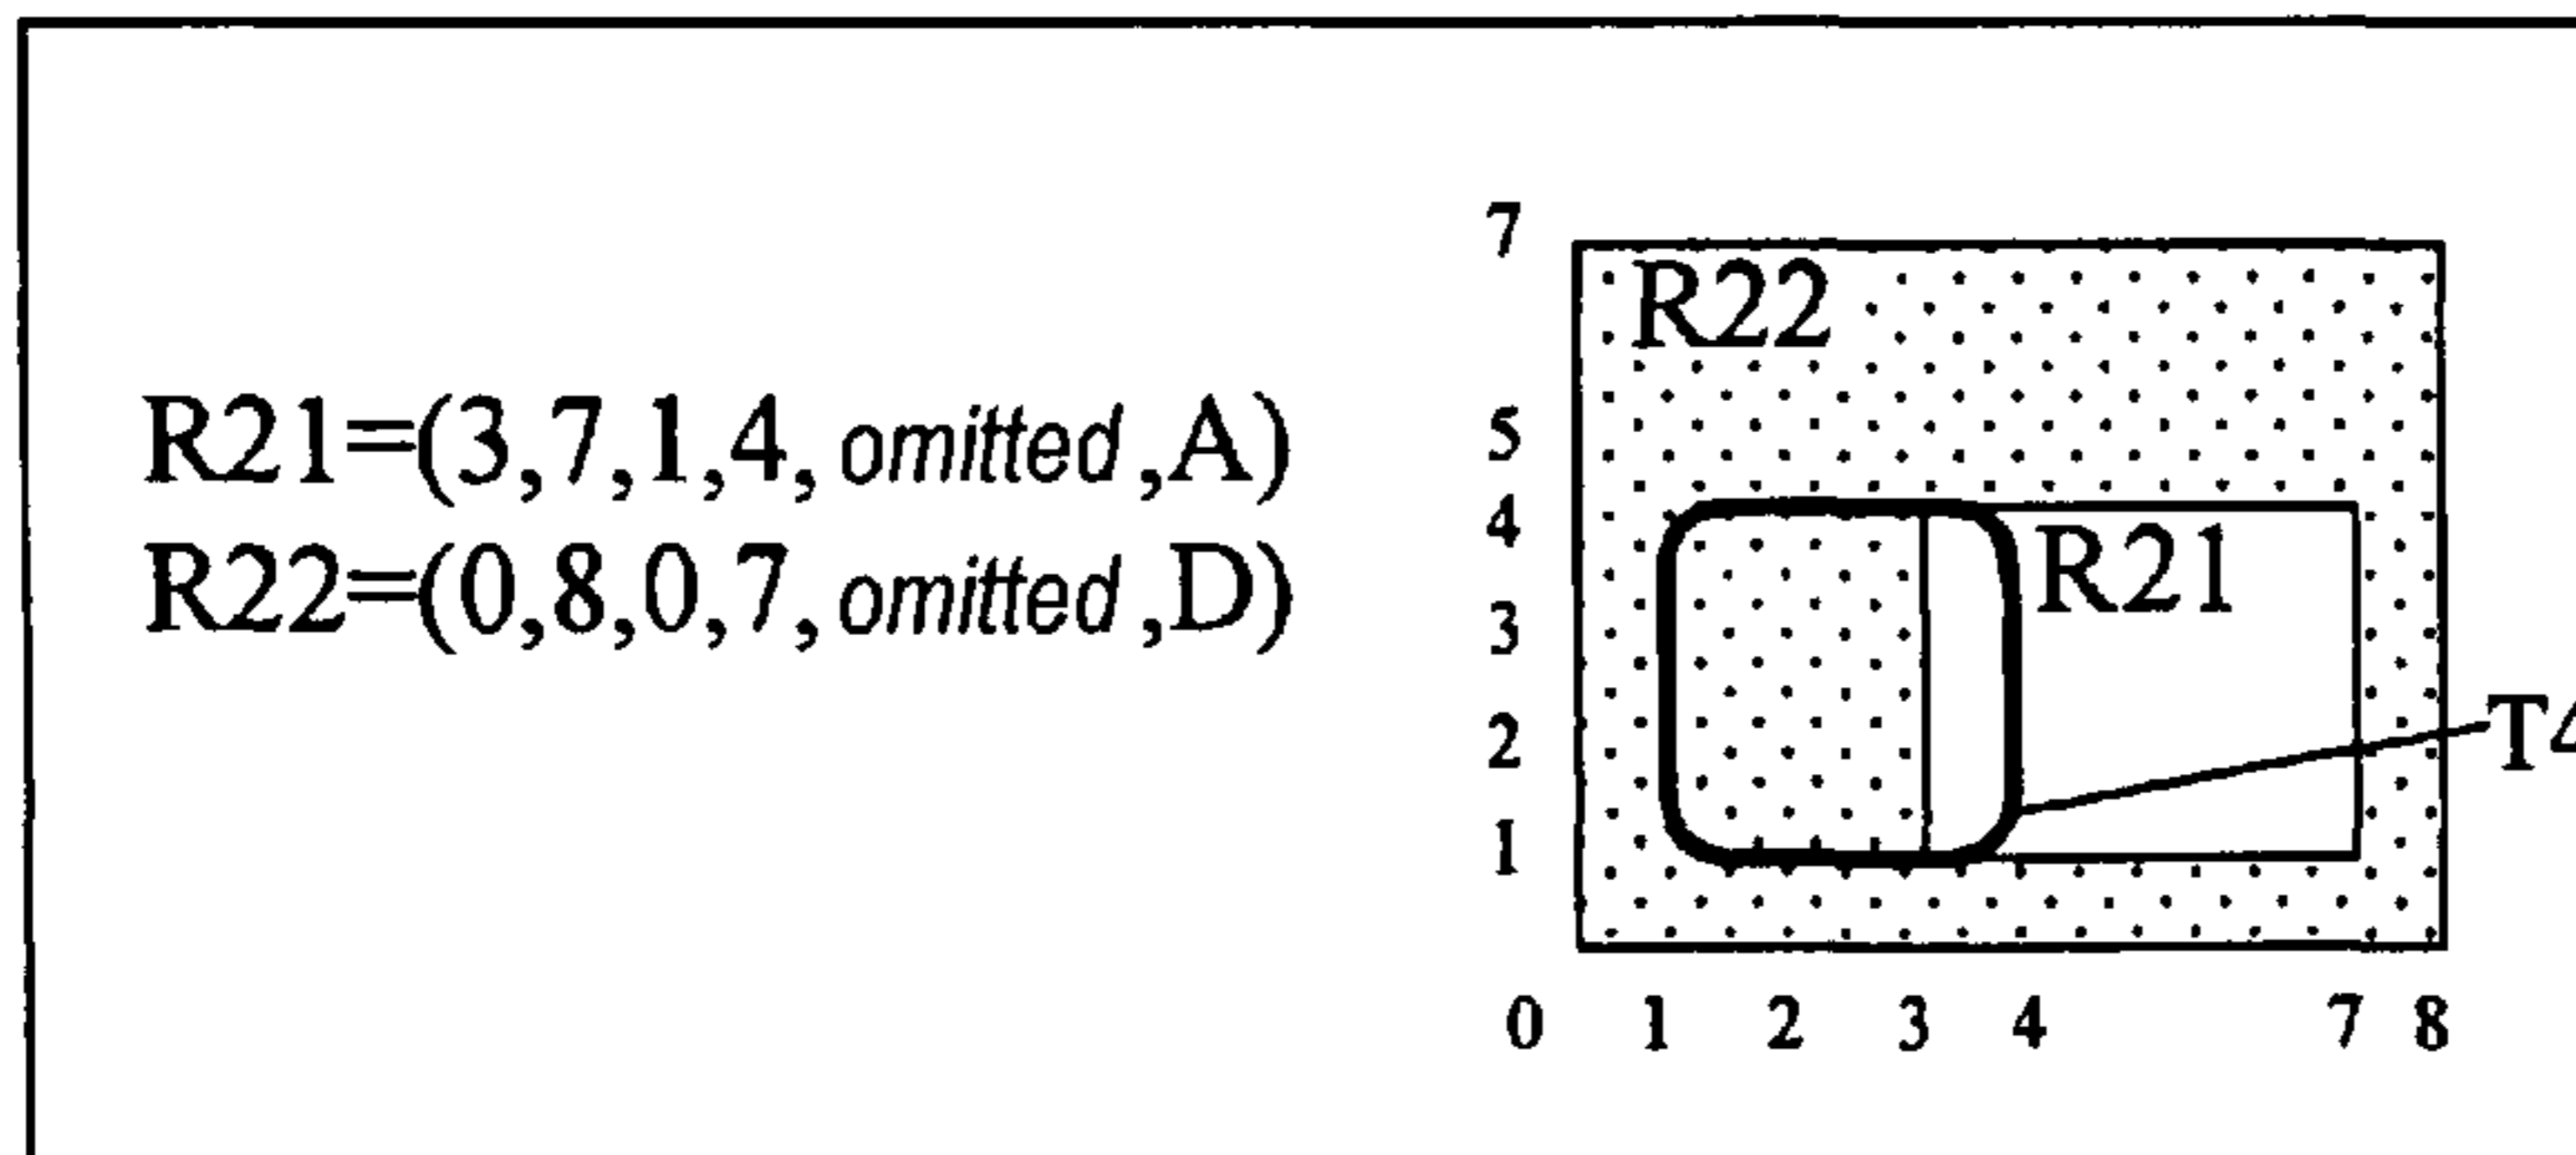 R21=(3,7,1,4, omitted ,A)
R22=(0,8,0,7, omitted ,D)
7
R22
5
4
R21
3
2
T4
1
0 1 2 3 4 7 8